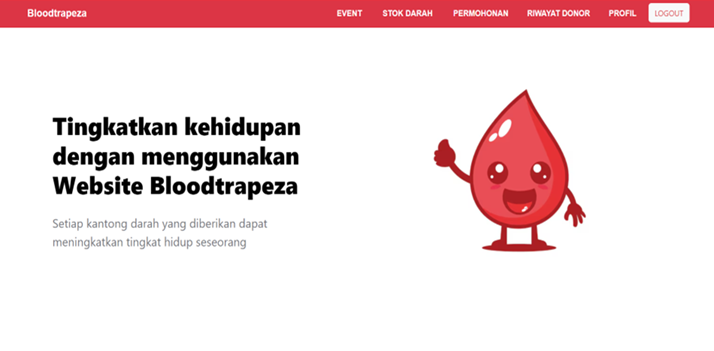 Bloodtrapeza EVENT STOK DARAH PERMOHONAN RIWAYAT DONOR PROFIL LOGOUT
Tingkatkan kehidupan
dengan menggunakan
Website Bloodtrapeza
Setiap kantong darah yang diberikan dapat
meningkatkan tingkat hidup seseorang